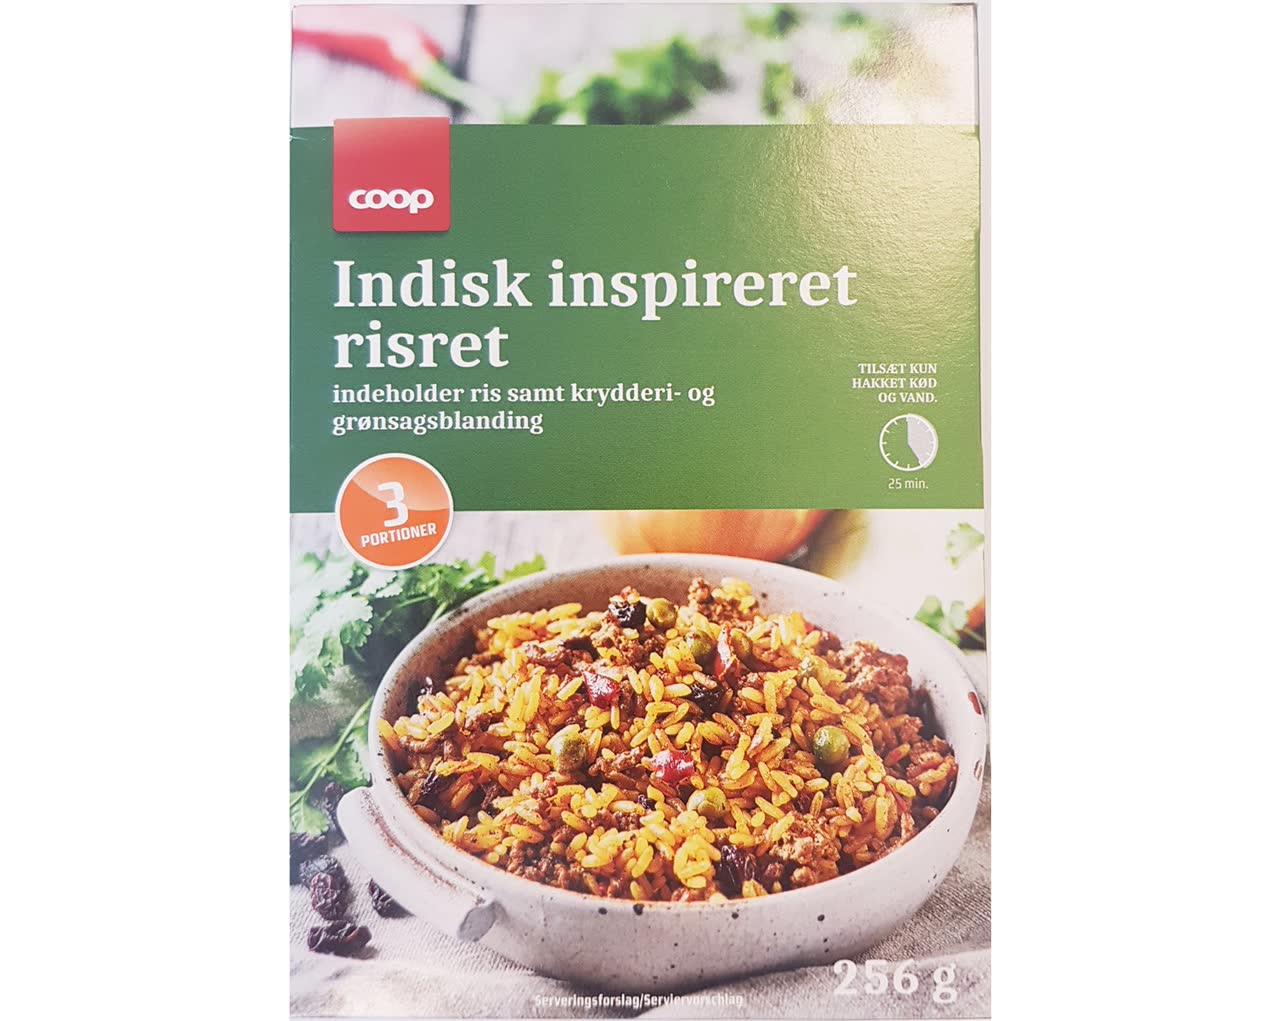 coop
Indisk inspireret
risret
indeholder ris samt krydderi- og
grønsagsblanding
TILSÆT KUN
HAKKET KØD
OG VAND.
25 min.
3
PORTIONER
256 g
Serveringsforslag/Serviervorschlag